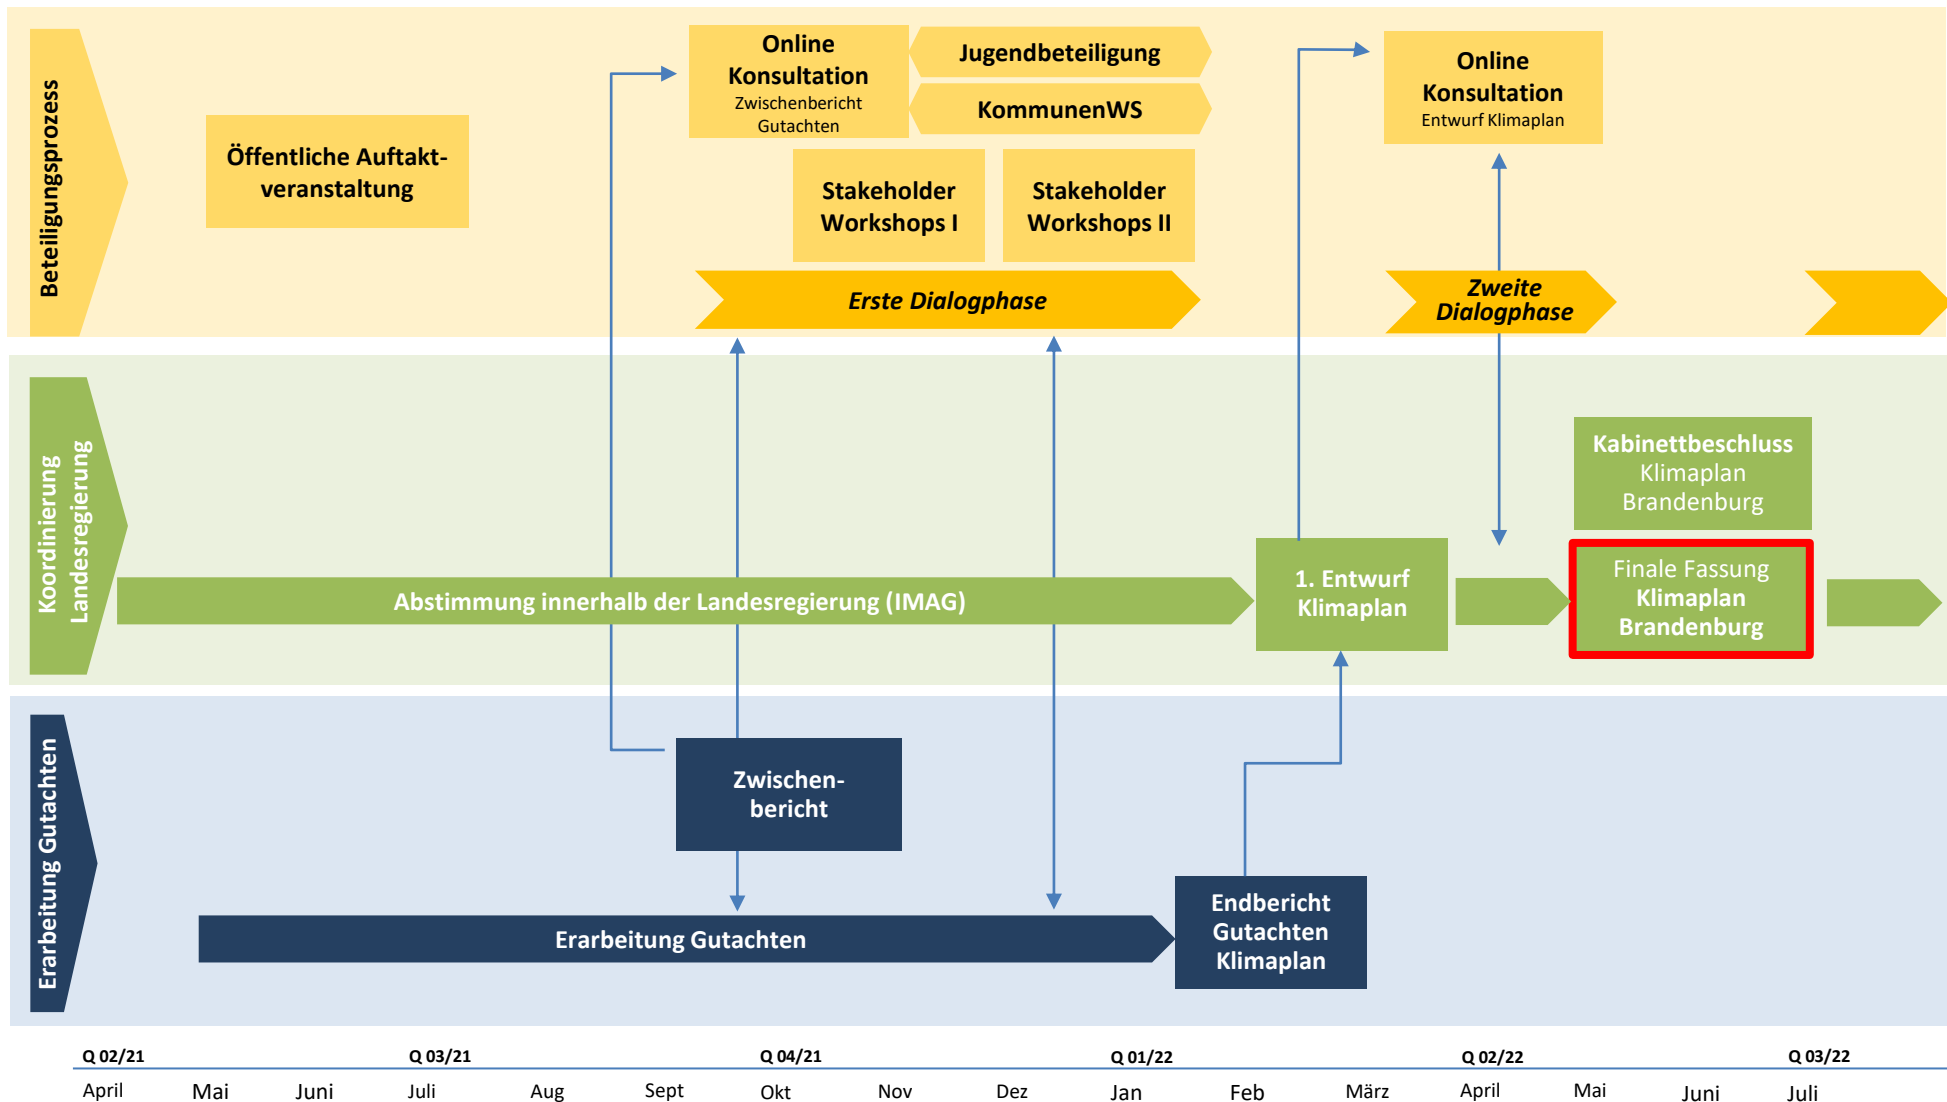 Beteiligungsprozess
Öffentliche Auftakt-
veranstaltung
Online
Konsultation
Zwischenbericht
Gutachten
Jugendbeteiligung
KommunenWS
Stakeholder
Workshops I
Stakeholder
Workshops II
Erste Dialogphase
Online
Konsultation
Entwurf Klimaplan
Zweite
Dialogphase
Koordinierung
Landesregierung
Abstimmung innerhalb der Landesregierung (IMAG)
1. Entwurf
Klimaplan
Kabinettbeschluss
Klimaplan
Brandenburg
Finale Fassung
Klimaplan
Brandenburg
Erarbeitung Gutachten
Zwischen-
bericht
Erarbeitung Gutachten
Endbericht
Gutachten
Klimaplan
Q 02/21 Q 03/21 Q 04/21 Q 01/22 Q 02/22 Q 03/22
April Mai Juni Juli Aug Sept Okt Nov Dez Jan Feb März April Mai Juni Juli